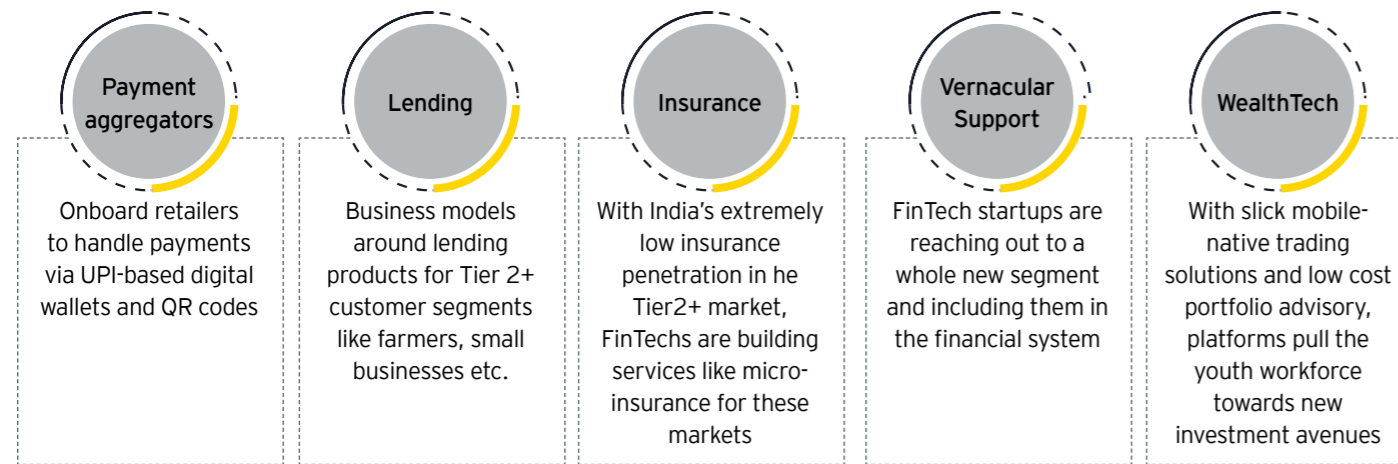 Payment
aggregators
Onboard retailers
to handle payments
via UPI-based digital
wallets and QR codes
Lending
Business models
around lending
products for Tier 2+
customer segments
like farmers, small
businesses etc.
Insurance
With India's extremely
low insurance
penetration in he
Tier2+ market,
FinTechs are building
services like micro-
insurance for these
markets
Vernacular
Support
FinTech startups are
reaching out to a
whole new segment
and including them in
the financial system
WealthTech
With slick mobile-
native trading
solutions and low cost
portfolio advisory,
platforms pull the
youth workforce
towards new
investment avenues